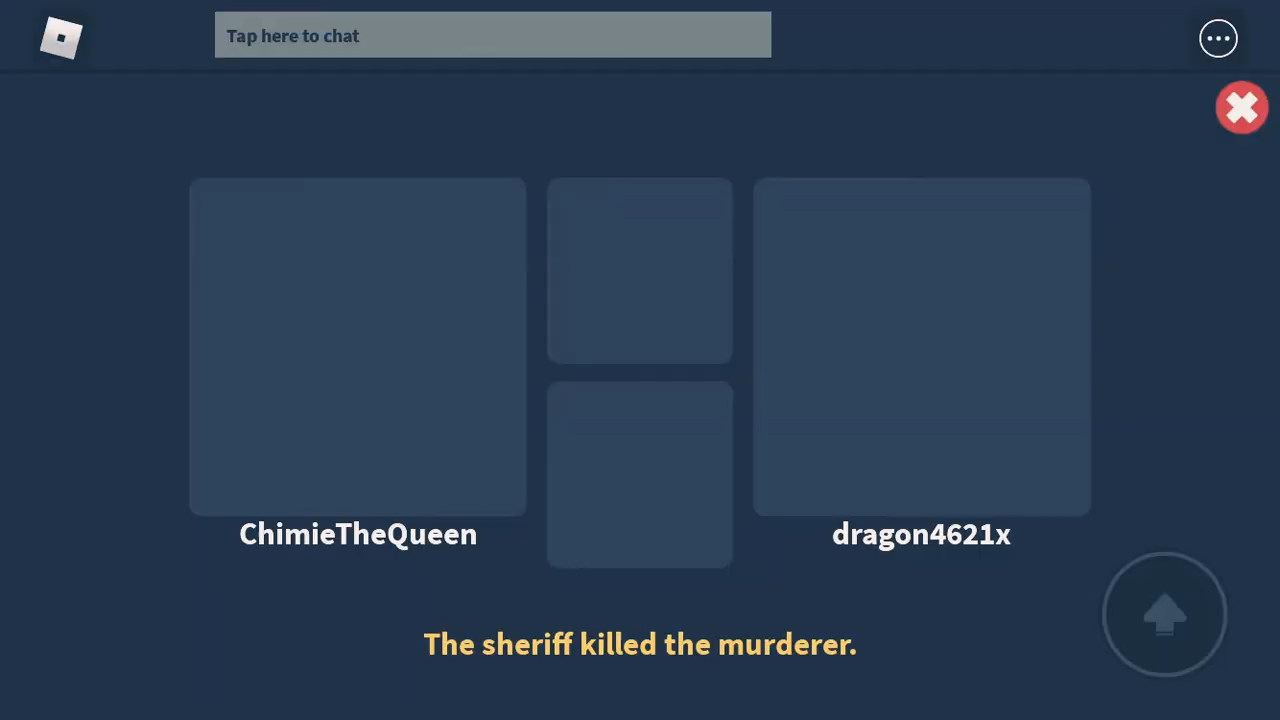 Tap here to chat
ChimieTheQueen
dragon4621x
The sheriff killed the murderer.